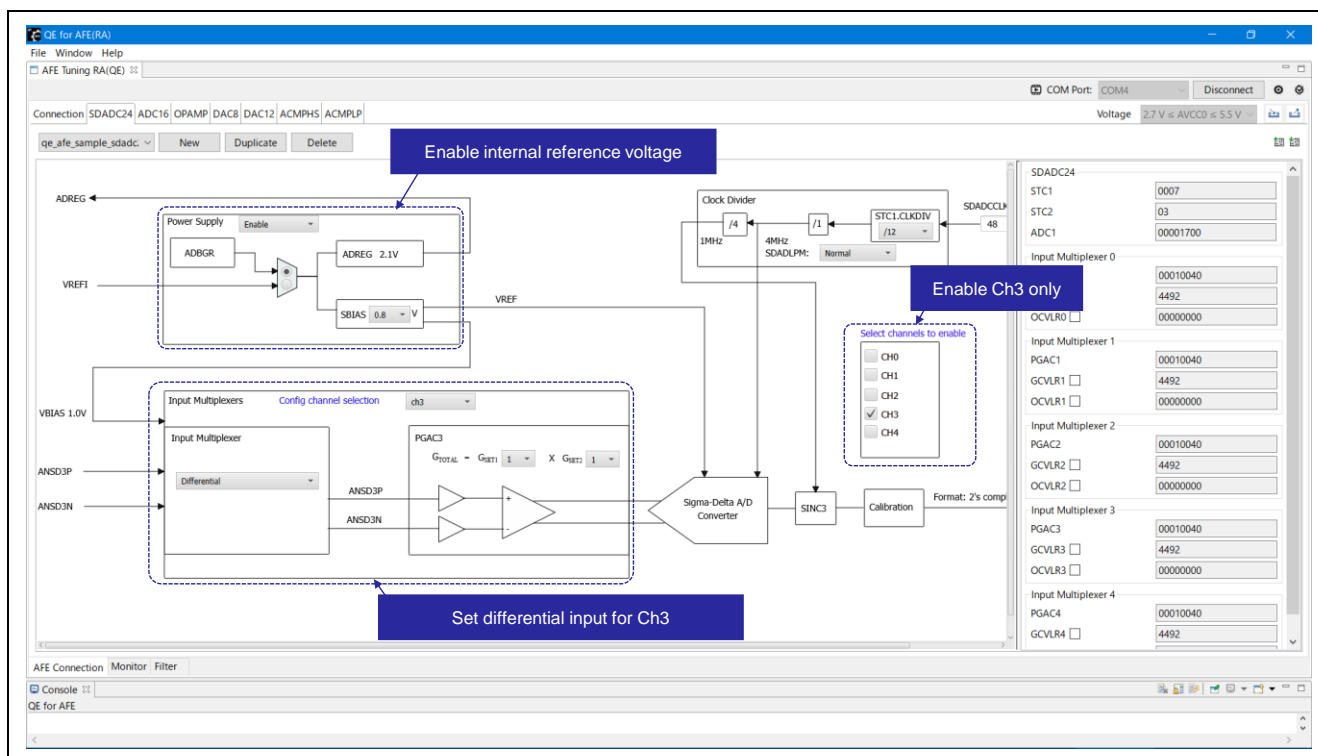 QE for AFE(RA)
File Window Help
AFE Tuning RA(QE)
COM Port: COM4 Disconnect
Connection SDADC24 ADC16 OPAMP DAC8 DAC12 ACMPHS ACMPLP
Voltage 2.7 V ≤ AVCC0 ≤ 5.5 V
qe_afe_sample_sdadc. New Duplicate Delete
Enable internal reference voltage
ADREG
Power Supply Enable
ADBGR
ADREG 2.1V
VREFI
SBIAS 0.8 V
VREF
Clock Divider
/4
/1
STC1.CLKDIV
/12
SDADCCLK
48
1MHz
4MHz
SDADLPM: Normal
Enable Ch3 only
Select channels to enable
CH0
CH1
CH2
CH3
CH4
VBIAS 1.0V
Input Multiplexers Config channel selection ch3
Input Multiplexer
Differential
ANSD3P
ANSD3N
PGAC3
GTOTAL = GSET1 1 X GSET2 1
ANSD3P
ANSD3N
+
-
Sigma-Delta A/D
Converter
SINC3
Calibration
Format: 2's compl
Set differential input for Ch3
SDADC24
STC1 0007
STC2 03
ADC1 00001700
Input Multiplexer 0
00010040
4492
OCVLR0 00000000
Input Multiplexer 1
PGAC1 00010040
GCVLR1 4492
OCVLR1 00000000
Input Multiplexer 2
PGAC2 00010040
GCVLR2 4492
OCVLR2 00000000
Input Multiplexer 3
PGAC3 00010040
GCVLR3 4492
OCVLR3 00000000
Input Multiplexer 4
PGAC4 00010040
GCVLR4 4492
AFE Connection Monitor Filter
Console
QE for AFE